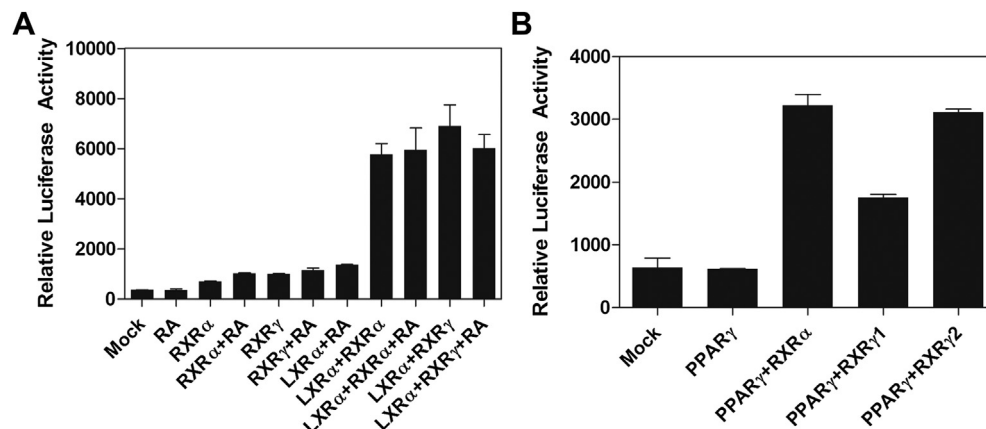 A
Relative Luciferase Activity
10000
8000
6000
4000
2000
0
Mock
RA
RXRα
RXRα+RA
RXRγ
RXRγ+RA
LXRα+RA
LXRα+RXRα
LXRα+RXRα+RA
LXRα+RXRγ
LXRα+RXRγ+RA
B
Relative Luciferase Activity
4000
3000
2000
1000
0
Mock
PPARγ
PPARγ+RXRα
PPARγ+RXRγ1
PPARγ+RXRγ2